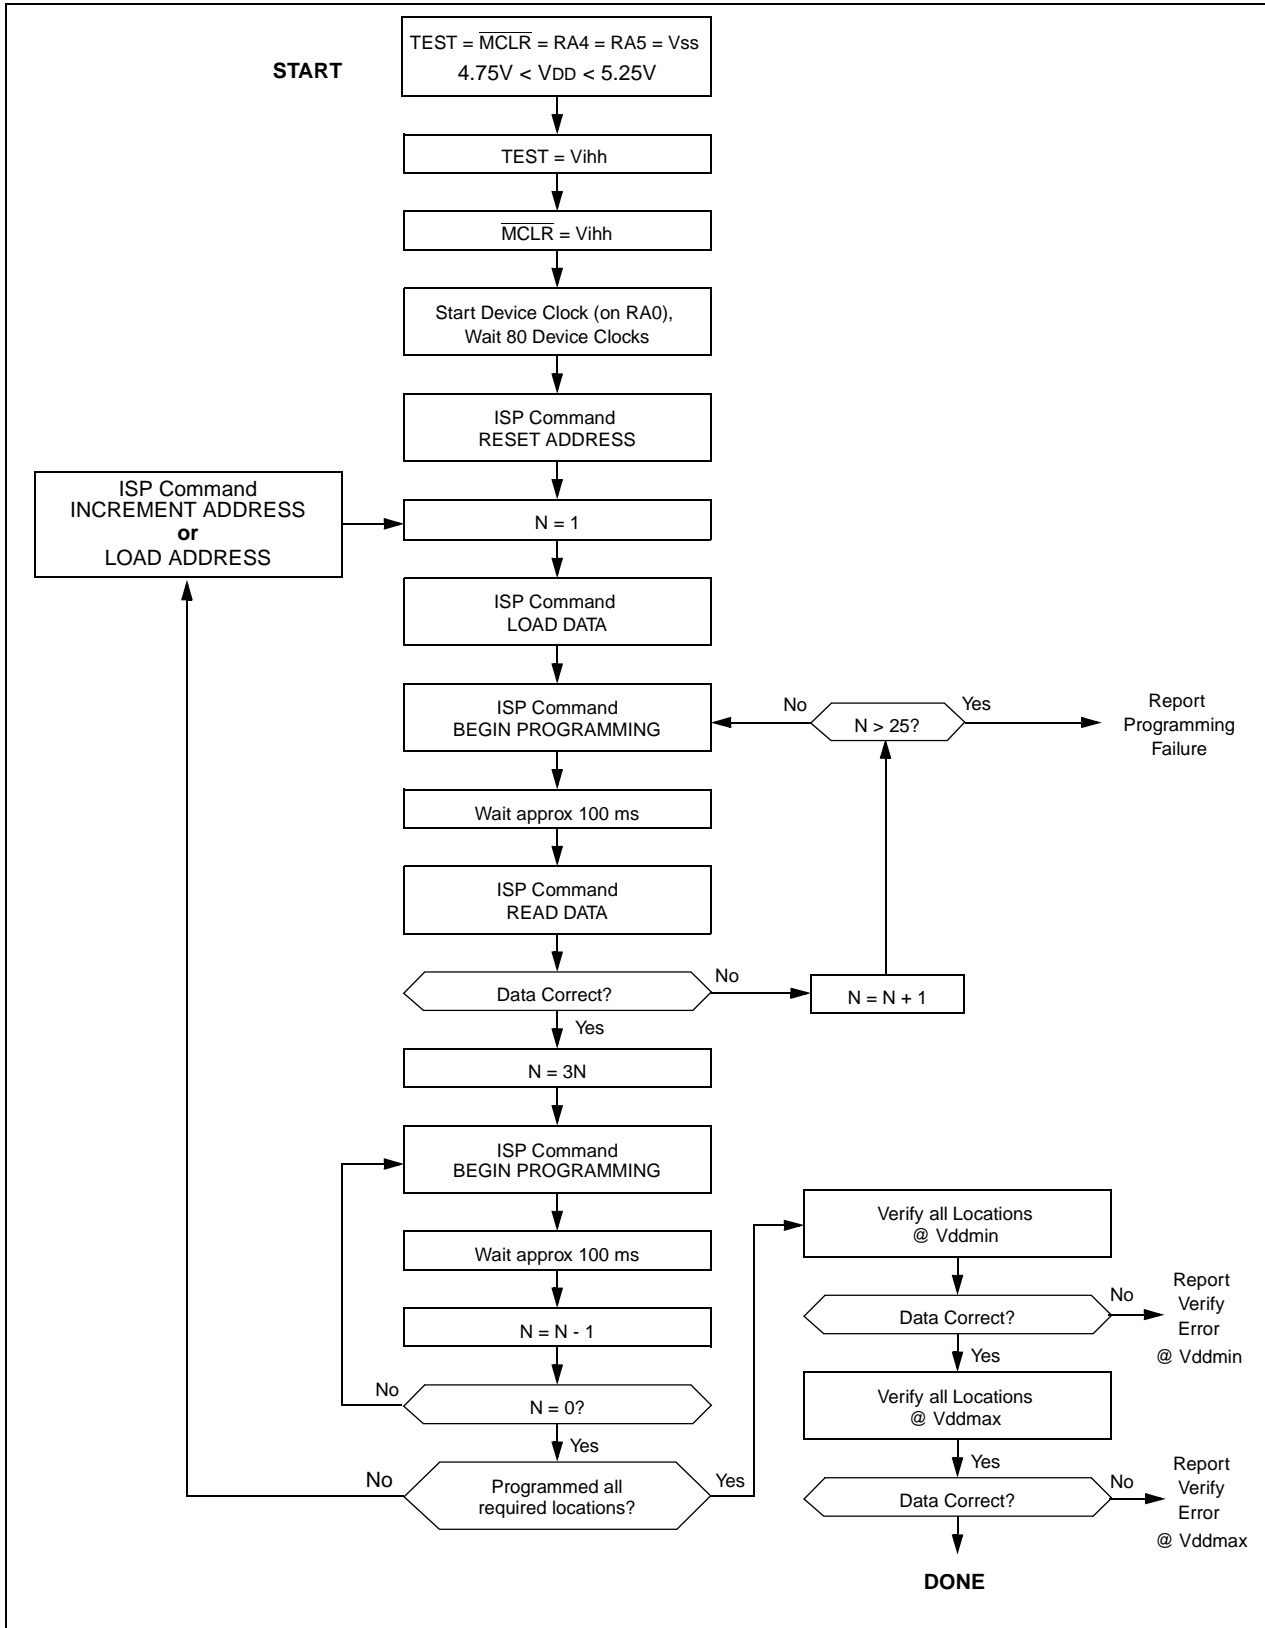 TEST = MCLR = RA4 = RA5 = Vss
4.75V < VDD < 5.25V
START
TEST = Vihh
MCLR = Vihh
Start Device Clock (on RA0),
Wait 80 Device Clocks
ISP Command
RESET ADDRESS
ISP Command
INCREMENT ADDRESS
or
LOAD ADDRESS
N = 1
ISP Command
LOAD DATA
ISP Command
BEGIN PROGRAMMING
No
N > 25?
Yes
Report
Programming
Failure
Wait approx 100 ms
ISP Command
READ DATA
Data Correct?
No
N = N + 1
Yes
N = 3N
ISP Command
BEGIN PROGRAMMING
Wait approx 100 ms
N = N - 1
No
N = 0?
Yes
No
Programmed all
required locations?
Yes
Verify all Locations
@ Vddmin
Data Correct?
No
Report
Verify
Error
@ Vddmin
Yes
Verify all Locations
@ Vddmax
Yes
Data Correct?
No
Report
Verify
Error
@ Vddmax
DONE